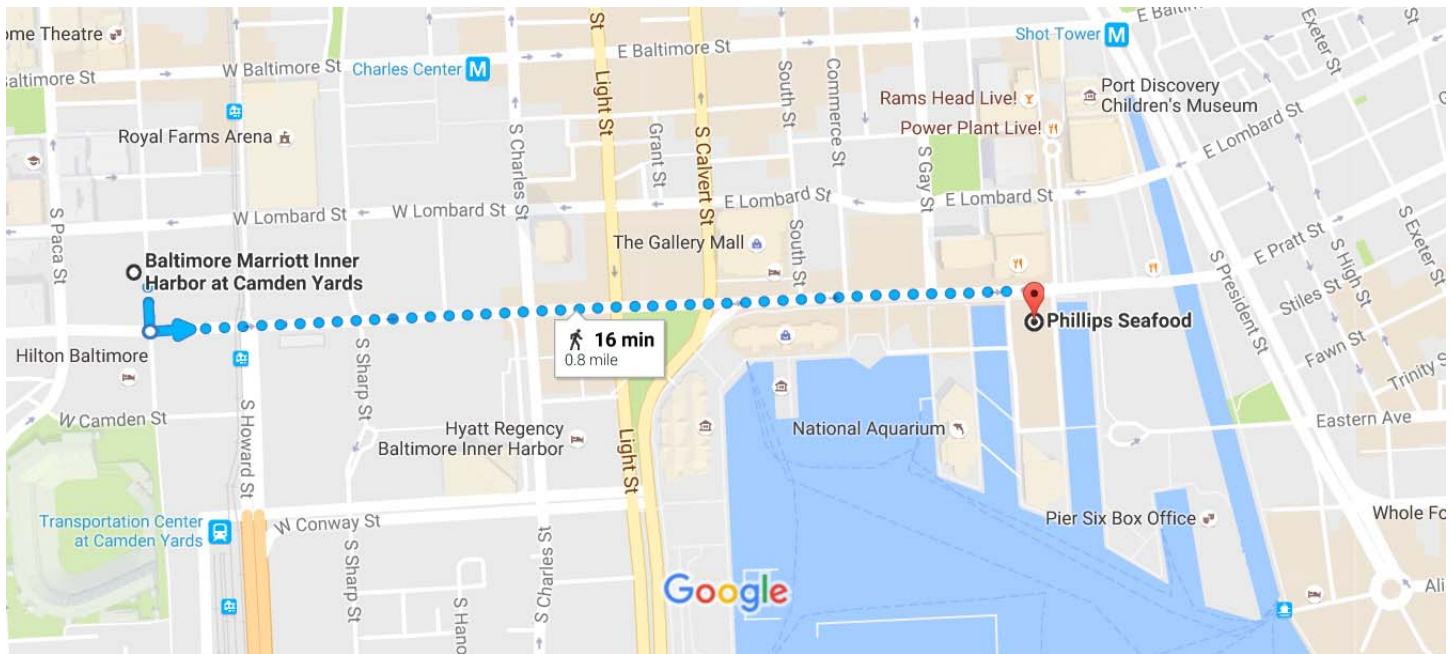 ome Theatre
Baltimore St
W Baltimore St
Charles Center
M
St
E Baltimore St
Shot Tower
M
E Baltim
Exeter St
Royal Farms Arena
Light St
Grant St
S Calvert St
South St
Commerce St
Rams Head Live!
Power Plant Live!
Port Discovery
Children's Museum
E Lombard St
S Exeter St
S Charles St
S Gay St
S Paca St
W Lombard St
W Lombard St
E Lombard St
E Lombard St
The Gallery Mall
South St
E Pratt St
S High St
S Exeter St
Baltimore Marriott Inner
Harbor at Camden Yards
S President St
Stiles St
Phillips Seafood
16 min
0.8 mile
Hilton Baltimore
S Sharp St
Fawn St
Trinity S
W Camden St
S Howard St
Hyatt Regency
Baltimore Inner Harbor
Light St
National Aquarium
Eastern Ave
Transportation Center
at Camden Yards
W Conway St
Pier Six Box Office
Whole Fo
S Sharp St
S Hano
S Charles St
Google
Ali